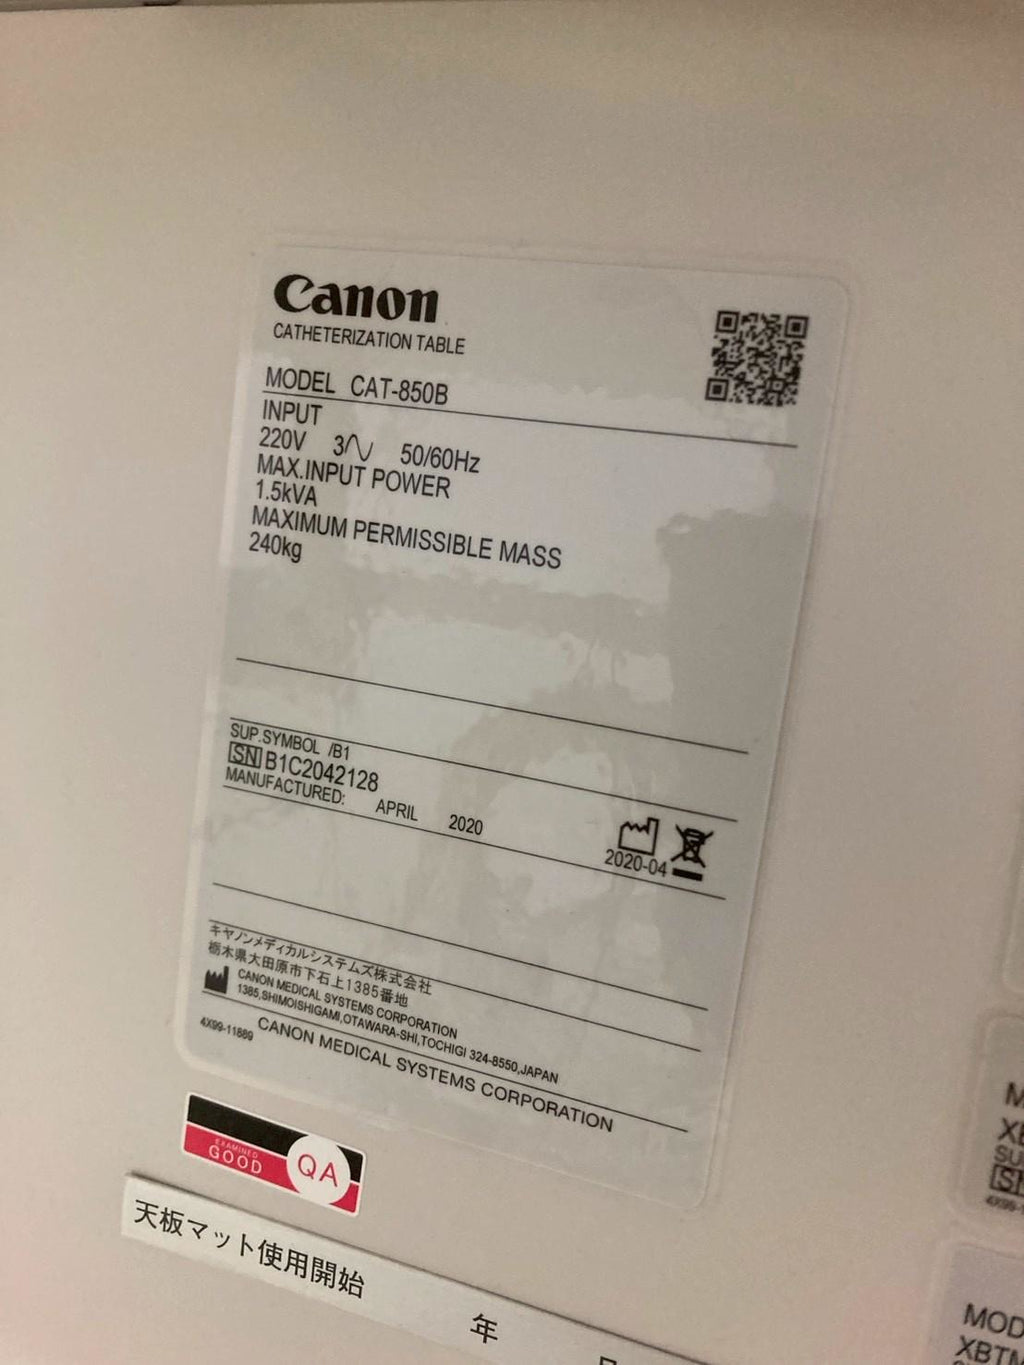 Canon
CATHETERIZATION TABLE
MODEL CAT-850B
INPUT
220V 3∿ 50/60Hz
MAX.INPUT POWER
1.5kVA
MAXIMUM PERMISSIBLE MASS
240kg
SUP.SYMBOL /B1
SN B1C2042128
MANUFACTURED: APRIL 2020
2020-04
キヤノンメディカルシステムズ株式会社
栃木県大田原市下石上1385番地
CANON MEDICAL SYSTEMS CORPORATION
1385,SHIMOISHIGAMI,OTAWARA-SHI,TOCHIGI 324-8550,JAPAN
4X99-11889
CANON MEDICAL SYSTEMS CORPORATION
EXAMINED
GOOD
QA
天板マット使用開始
年